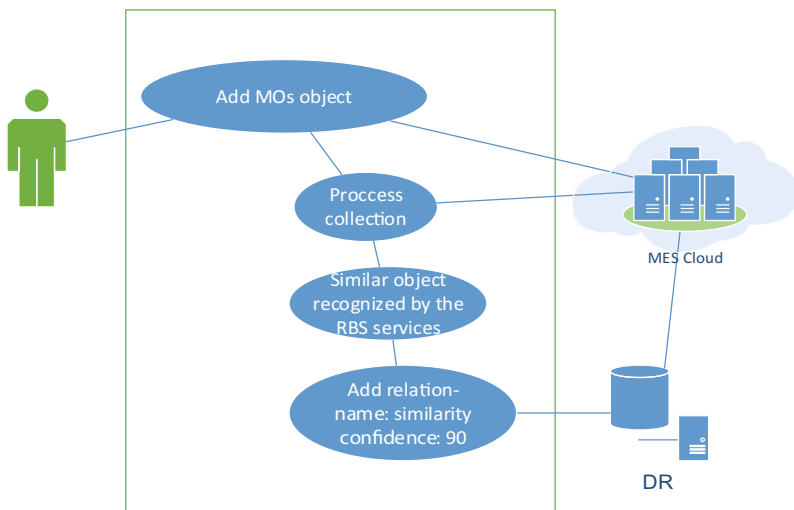 Add MOs object
Proccess
collection
Similar object
recognized by the
RBS services
Add relation-
name: similarity
confidence: 90
MES Cloud
DR